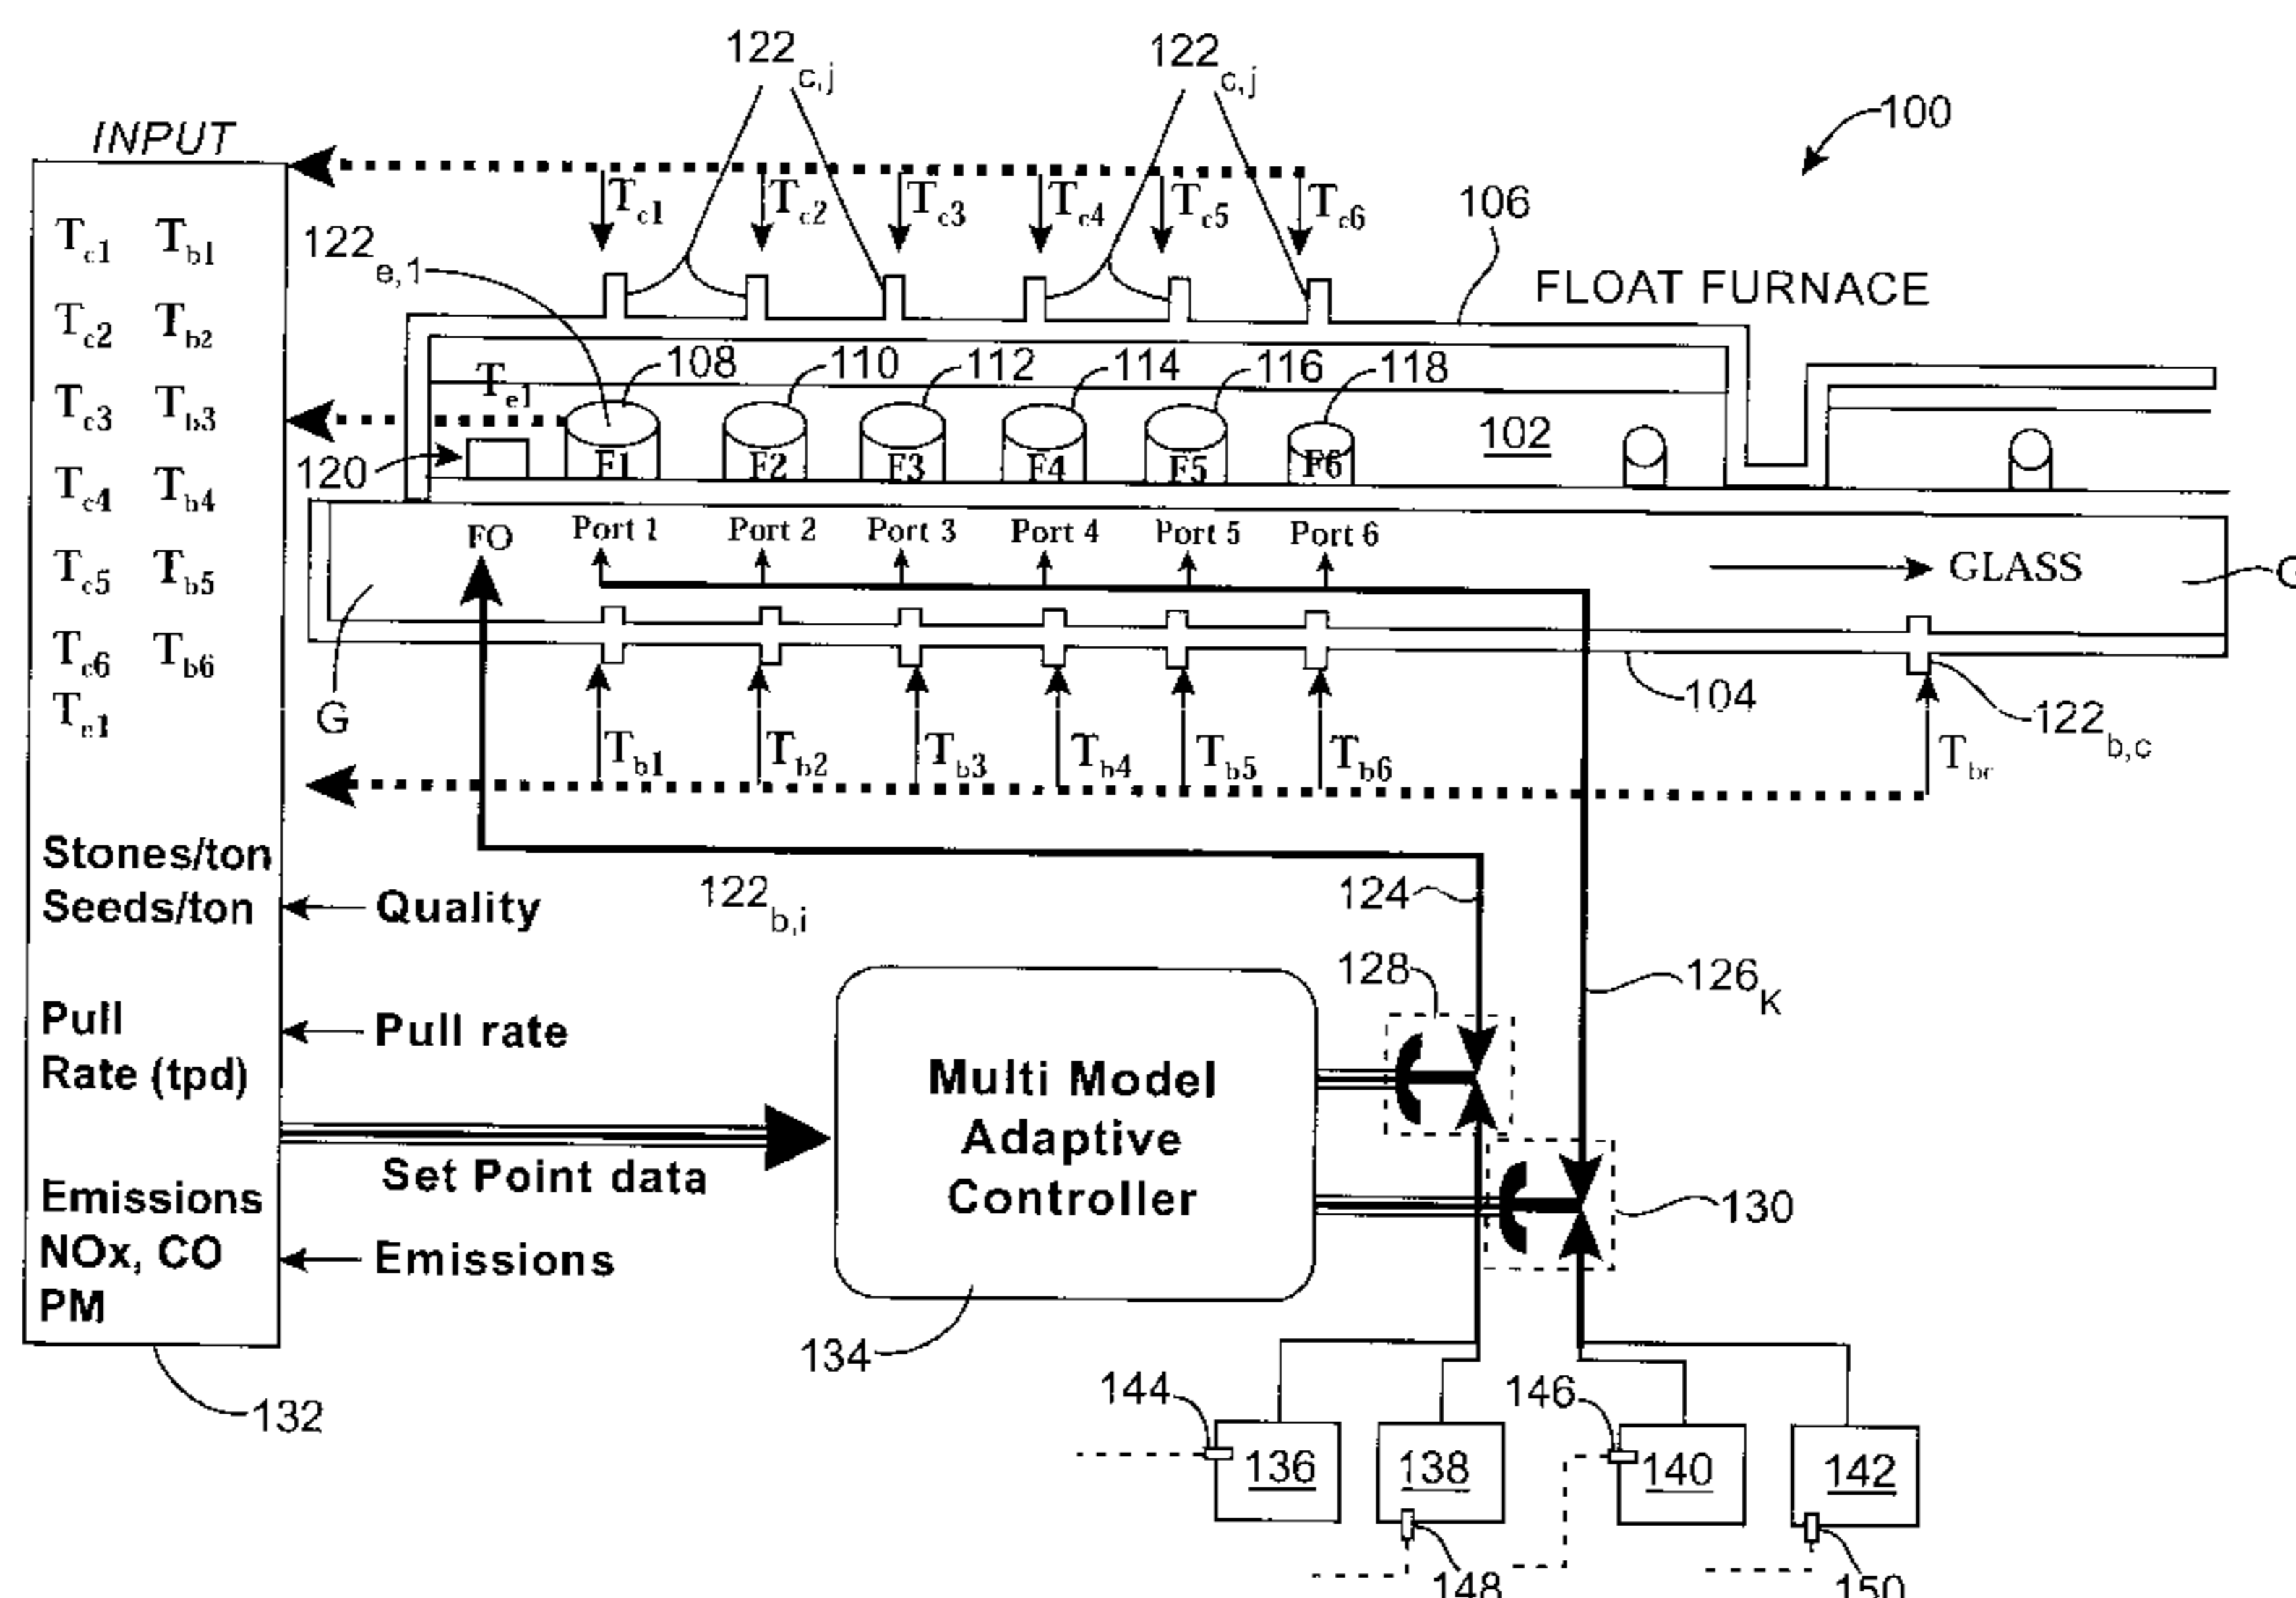 122c,j
122c,j
100
INPUT
Tc1
Tc2
Tc3
Tc4
Tc5
Tc6
106
FLOAT FURNACE
Tc1 Tb1
Tc2 Tb2
Tc3 Tb3
Tc4 Tb4
Tc5 Tb5
Tc6 Tb6
Te1
122e,1
Te1
108
110
112
114
116
118
102
120
F1
F2
F3
F4
F5
F6
FO
Port 1
Port 2
Port 3
Port 4
Port 5
Port 6
GLASS
G
G
104
122b,c
Tb1
Tb2
Tb3
Tb4
Tb5
Tb6
Tbr
Stones/ton
Seeds/ton
Quality
122b,i
124
128
126K
Pull
Rate (tpd)
Pull rate
Multi Model
Adaptive
Controller
Set Point data
130
Emissions
NOx, CO
PM
Emissions
134
132
144
146
136
138
140
142
148
150